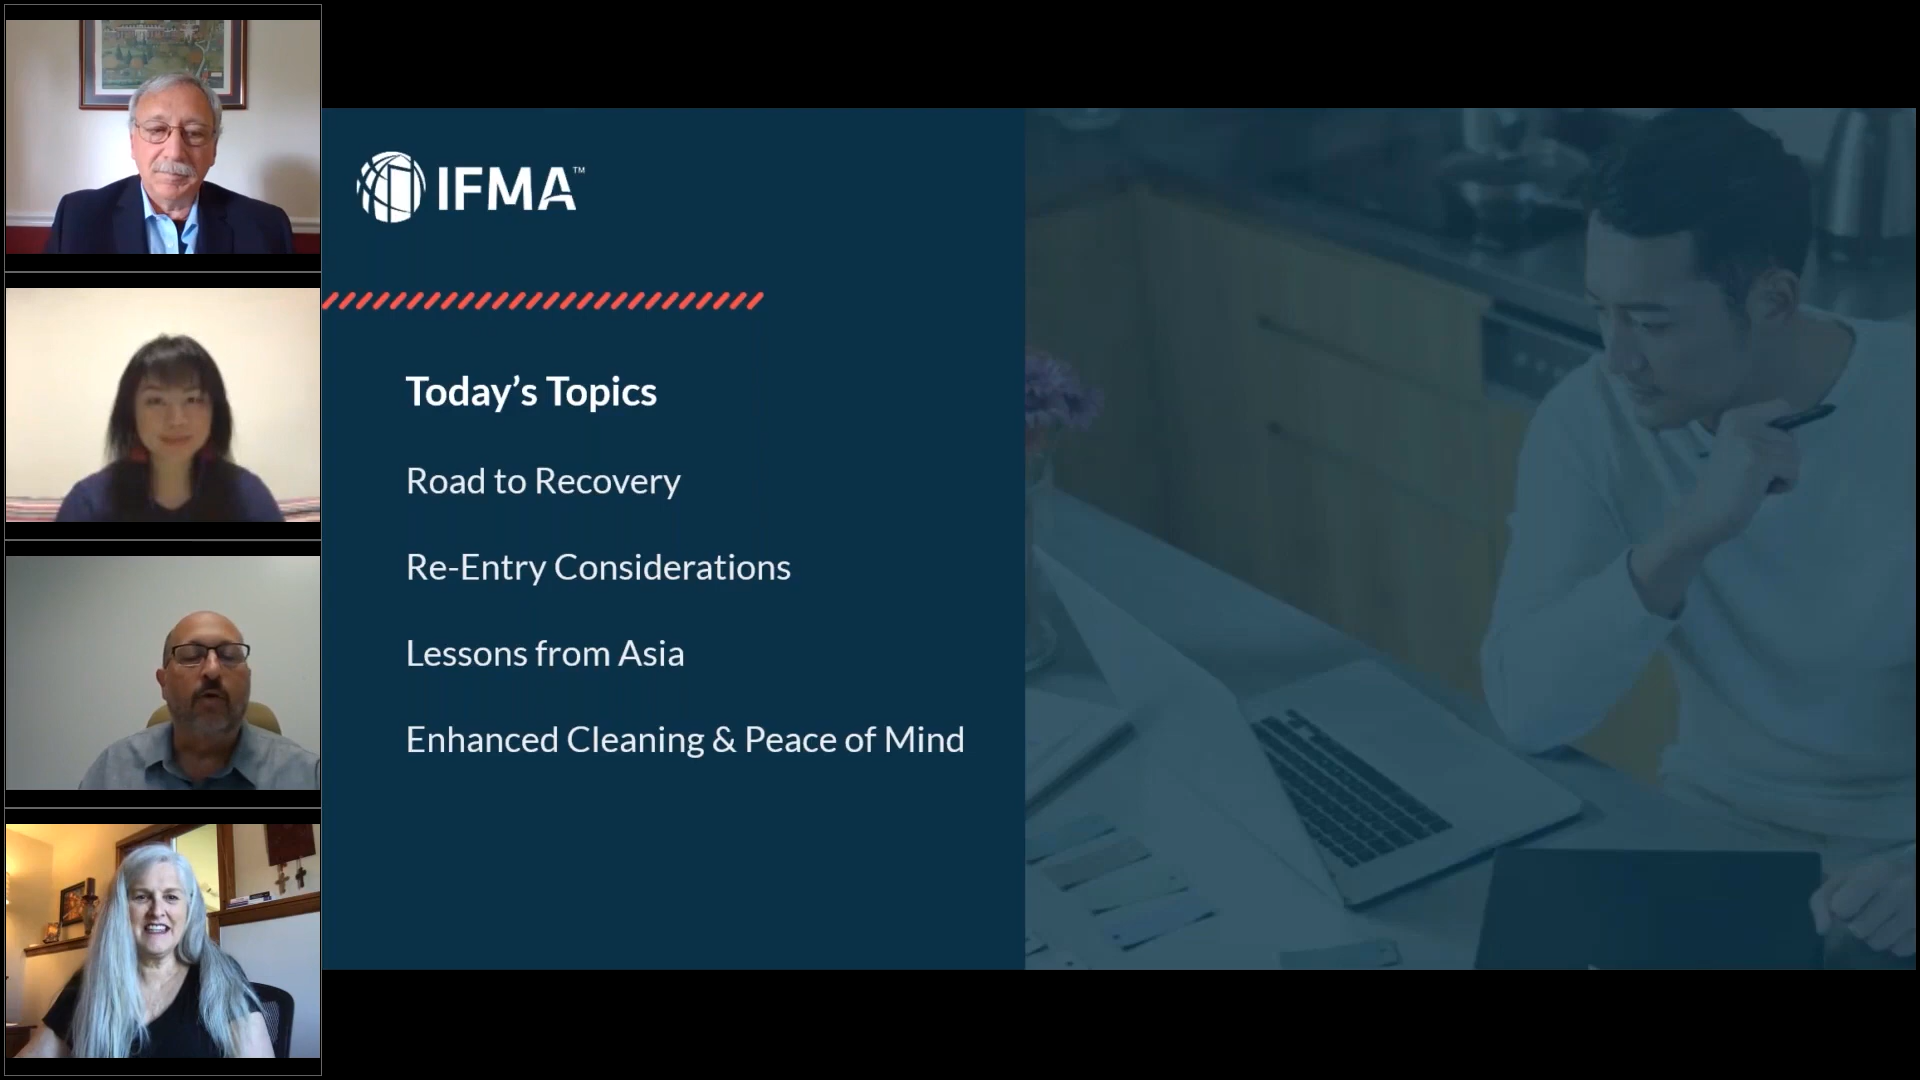 IFMA™
Today’s Topics
Road to Recovery
Re-Entry Considerations
Lessons from Asia
Enhanced Cleaning & Peace of Mind